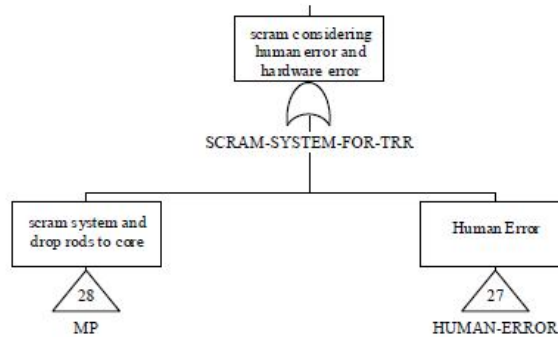 scram considering
human error and
hardware error
SCRAM-SYSTEM-FOR-TRR
scram system and
drop rods to core
Human Error
28
27
MP
HUMAN-ERROR